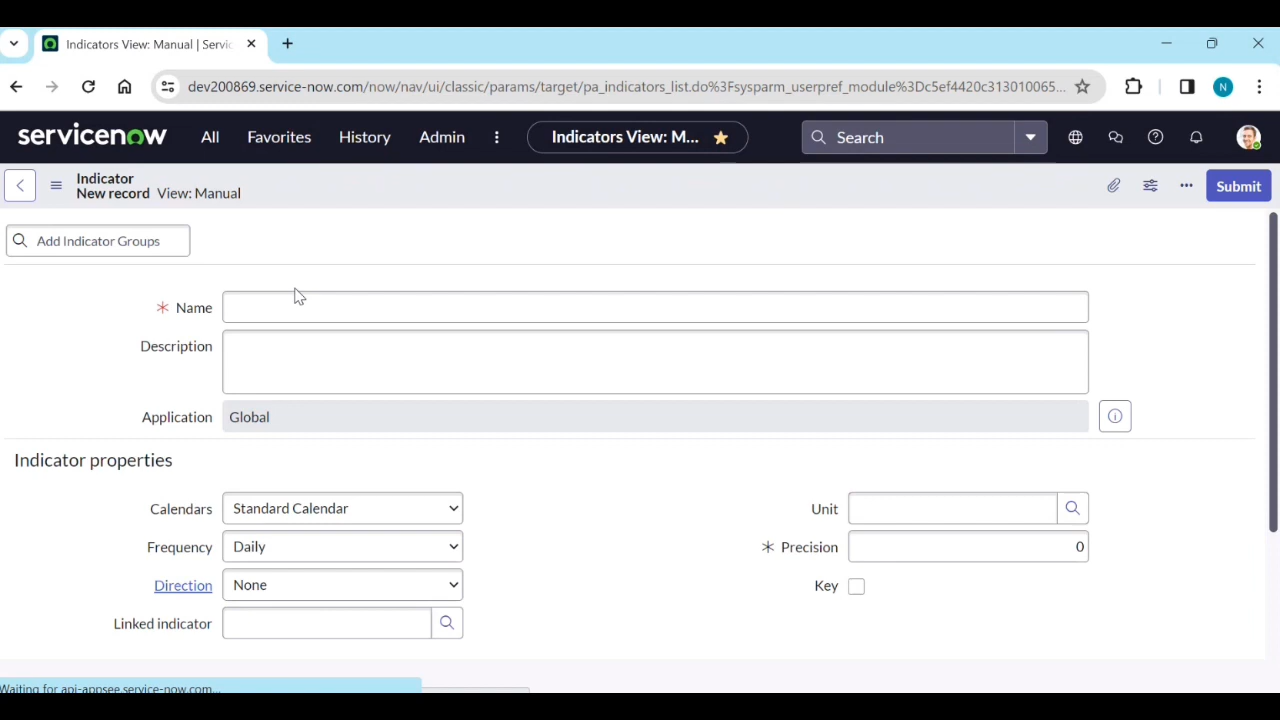 Indicators View: Manual | Servic
dev200869.service-now.com/now/nav/ui/classic/params/target/pa_indicators_list.do%3Fsysparm_userpref_module%3Dc5ef4420c313010065...
N
servicenow
All
Favorites
History
Admin
Indicators View: M...
Search
Indicator
New record View: Manual
Submit
Add Indicator Groups
* Name
Description
Application
Global
Indicator properties
Calendars
Standard Calendar
Unit
Frequency
Daily
* Precision
0
Direction
None
Key
Linked indicator
Waiting for api-appsee.service-now.com...